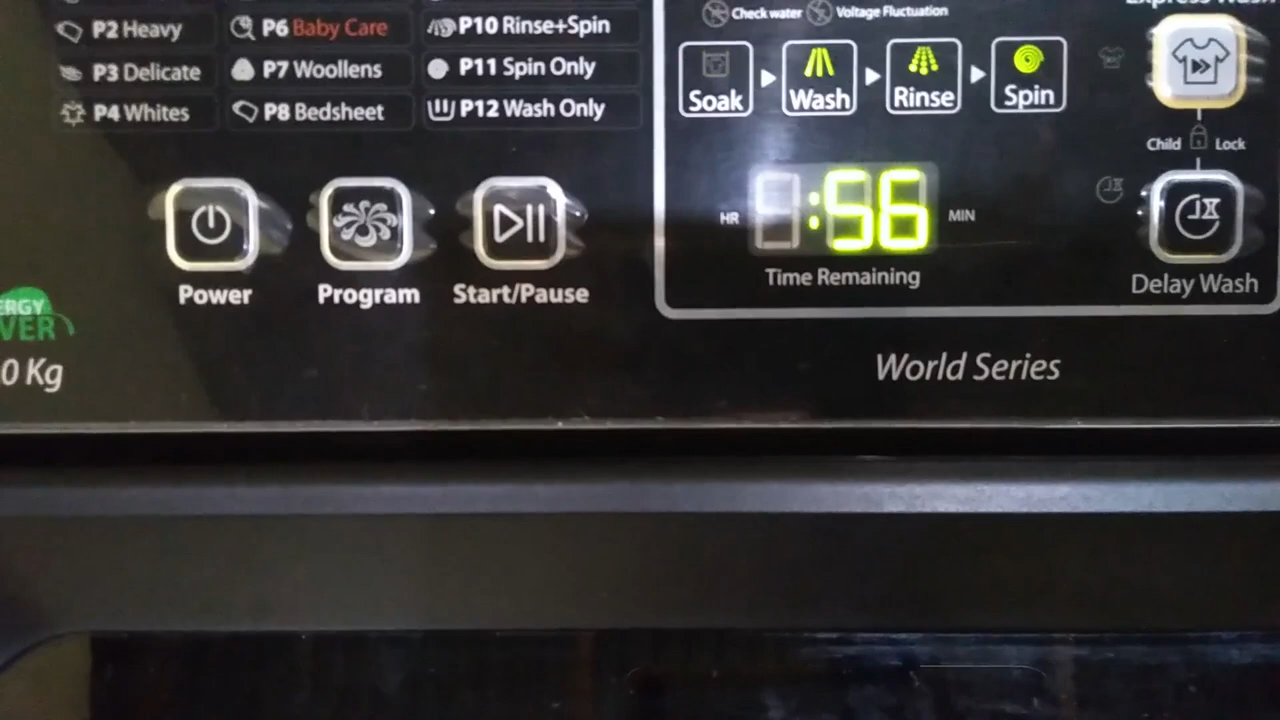 P2 Heavy
P6 Baby Care
P10 Rinse+Spin
P3 Delicate
P7 Woollens
P11 Spin Only
P4 Whites
P8 Bedsheet
P12 Wash Only
Check water
Voltage Fluctuation
Express Wash
Soak
Wash
Rinse
Spin
Child Lock
HR :56 MIN
Time Remaining
Power
Program
Start/Pause
Delay Wash
0 Kg
World Series